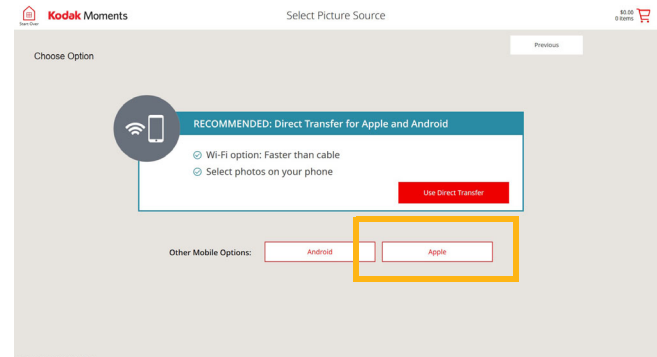 Start Over
Kodak Moments
Select Picture Source
$0.00
0 items
Choose Option
Previous
RECOMMENDED: Direct Transfer for Apple and Android
Wi-Fi option: Faster than cable
Select photos on your phone
Use Direct Transfer
Other Mobile Options:
Android
Apple